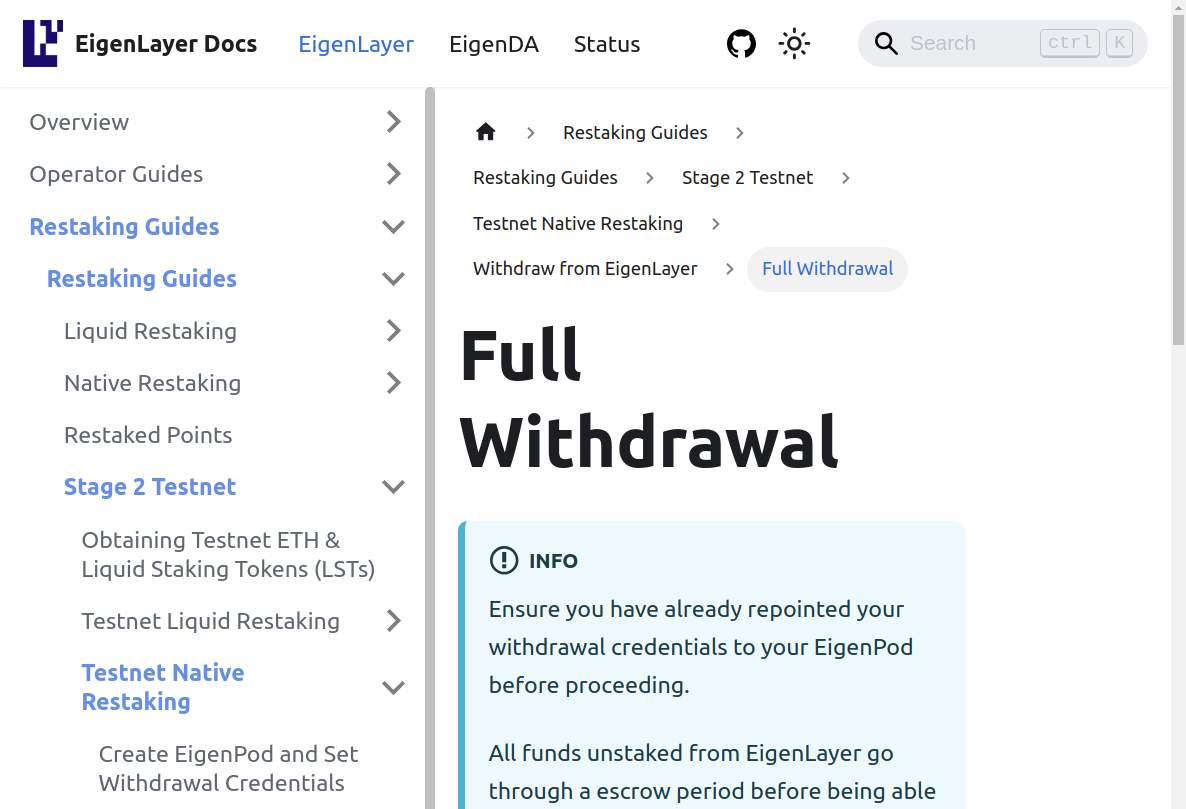 EigenLayer Docs EigenLayer EigenDA Status Search ctrl K
Overview
Operator Guides
Restaking Guides
Restaking Guides
Liquid Restaking
Native Restaking
Restaked Points
Stage 2 Testnet
Obtaining Testnet ETH &
Liquid Staking Tokens (LSTs)
Testnet Liquid Restaking
Testnet Native
Restaking
Create EigenPod and Set
Withdrawal Credentials
Restaking Guides
Restaking Guides Stage 2 Testnet
Testnet Native Restaking
Withdraw from EigenLayer Full Withdrawal
Full
Withdrawal
INFO
Ensure you have already repointed your
withdrawal credentials to your EigenPod
before proceeding.
All funds unstaked from EigenLayer go
through a escrow period before being able